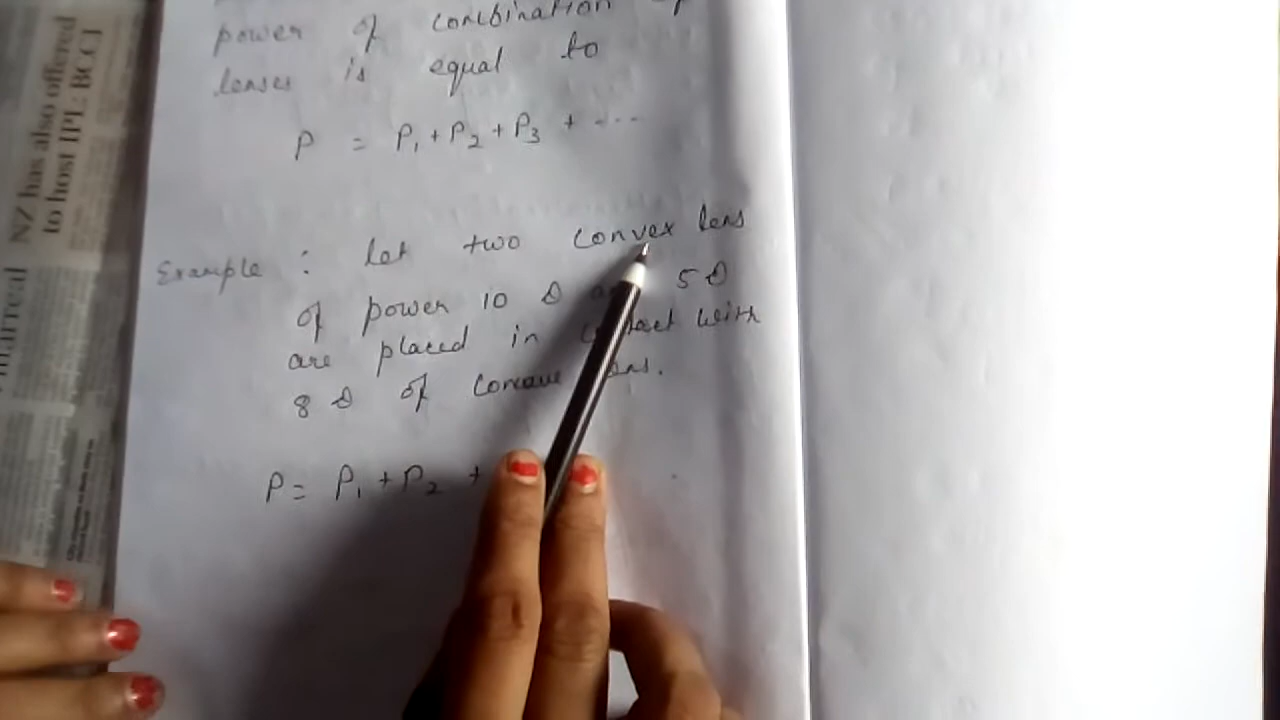 power of combination
lenses is equal to
P = P1 + P2 + P3 + ...
Example : Let two convex lens
of power 10 D 5 D
are placed in with
8 D of concave
P = P1 + P2 +
NZ has also offered
to host IPL: BCCI